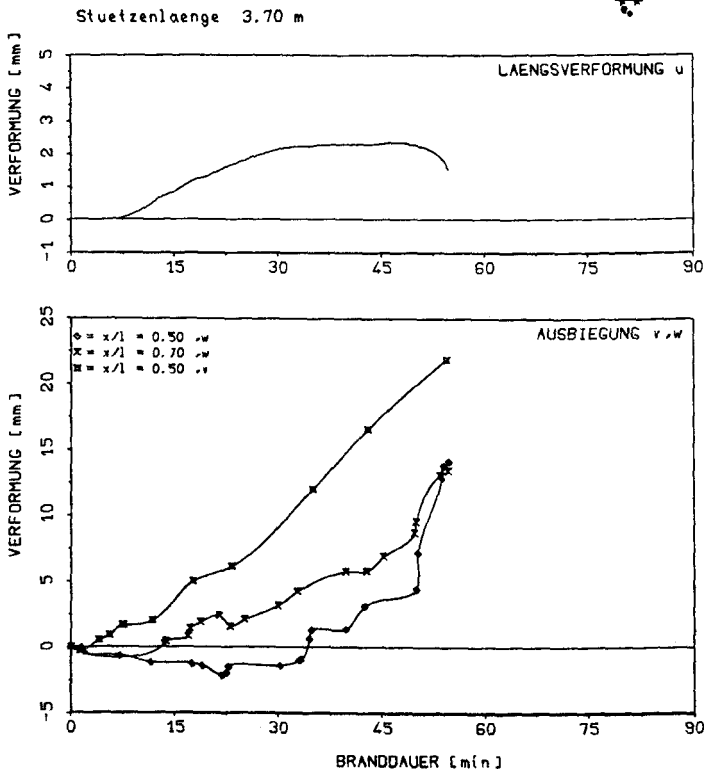 Stuetzenlaenge 3.70 m
LAENGSVERFORMUNG u
VERFORMUNG [mm]
5
4
3
2
1
0
-1
0 15 30 45 60 75 90
AUSBIEGUNG v,w
= x/l = 0.50 ,w
= x/l = 0.70 ,w
= x/l = 0.50 ,v
VERFORMUNG [mm]
25
20
15
10
5
0
-5
0 15 30 45 60 75 90
BRANDDAUER [min]